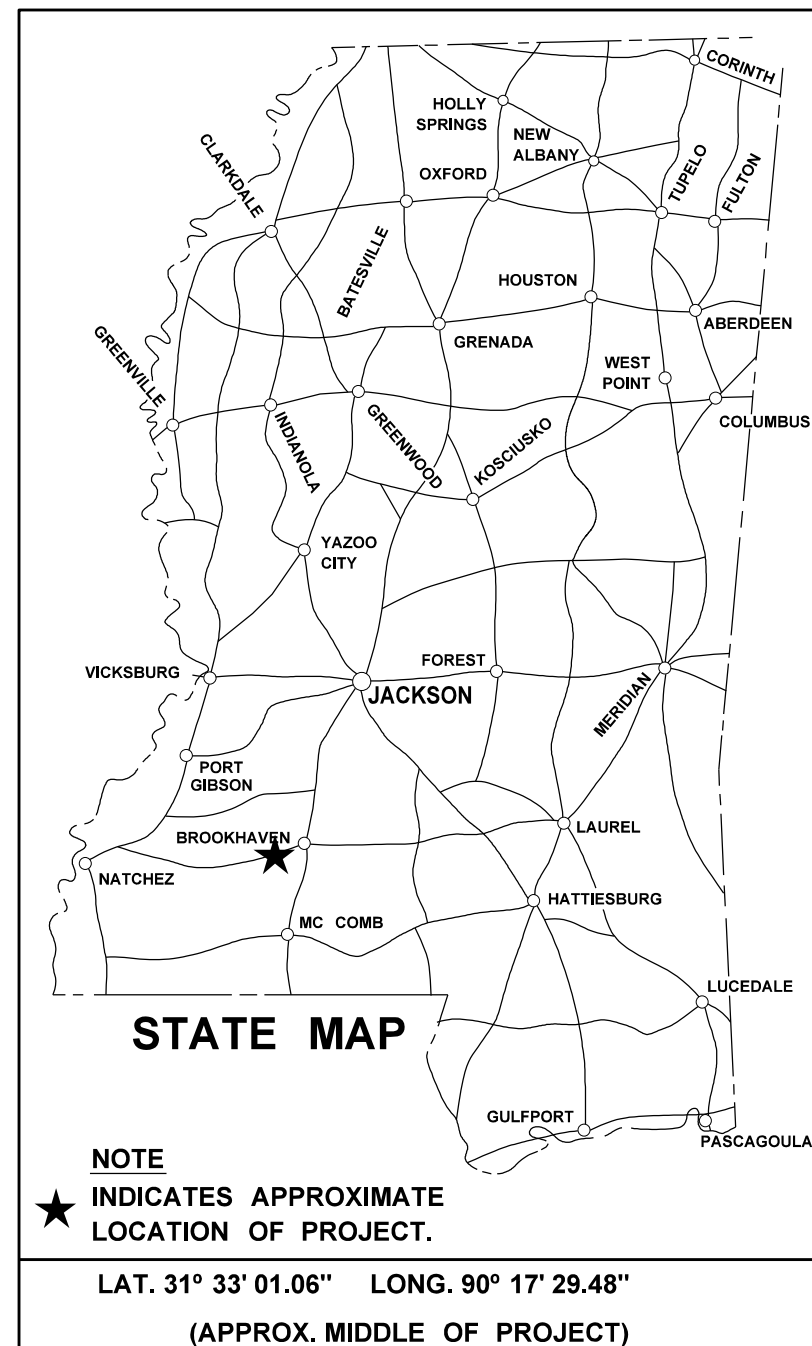 CORINTH
HOLLY
SPRINGS
NEW
ALBANY
CLARKDALE
OXFORD
TUPELO
FULTON
BATESVILLE
HOUSTON
GREENVILLE
GRENADA
ABERDEEN
WEST
POINT
COLUMBUS
INDIANOLA
GREENWOOD
KOSCIUSKO
YAZOO
CITY
VICKSBURG
FOREST
JACKSON
MERIDIAN
PORT
GIBSON
BROOKHAVEN
LAUREL
NATCHEZ
HATTIESBURG
MC COMB
LUCEDALE
STATE MAP
GULFPORT
PASCAGOULA
NOTE
INDICATES APPROXIMATE
LOCATION OF PROJECT.
LAT. 31º 33' 01.06" LONG. 90º 17' 29.48"
(APPROX. MIDDLE OF PROJECT)